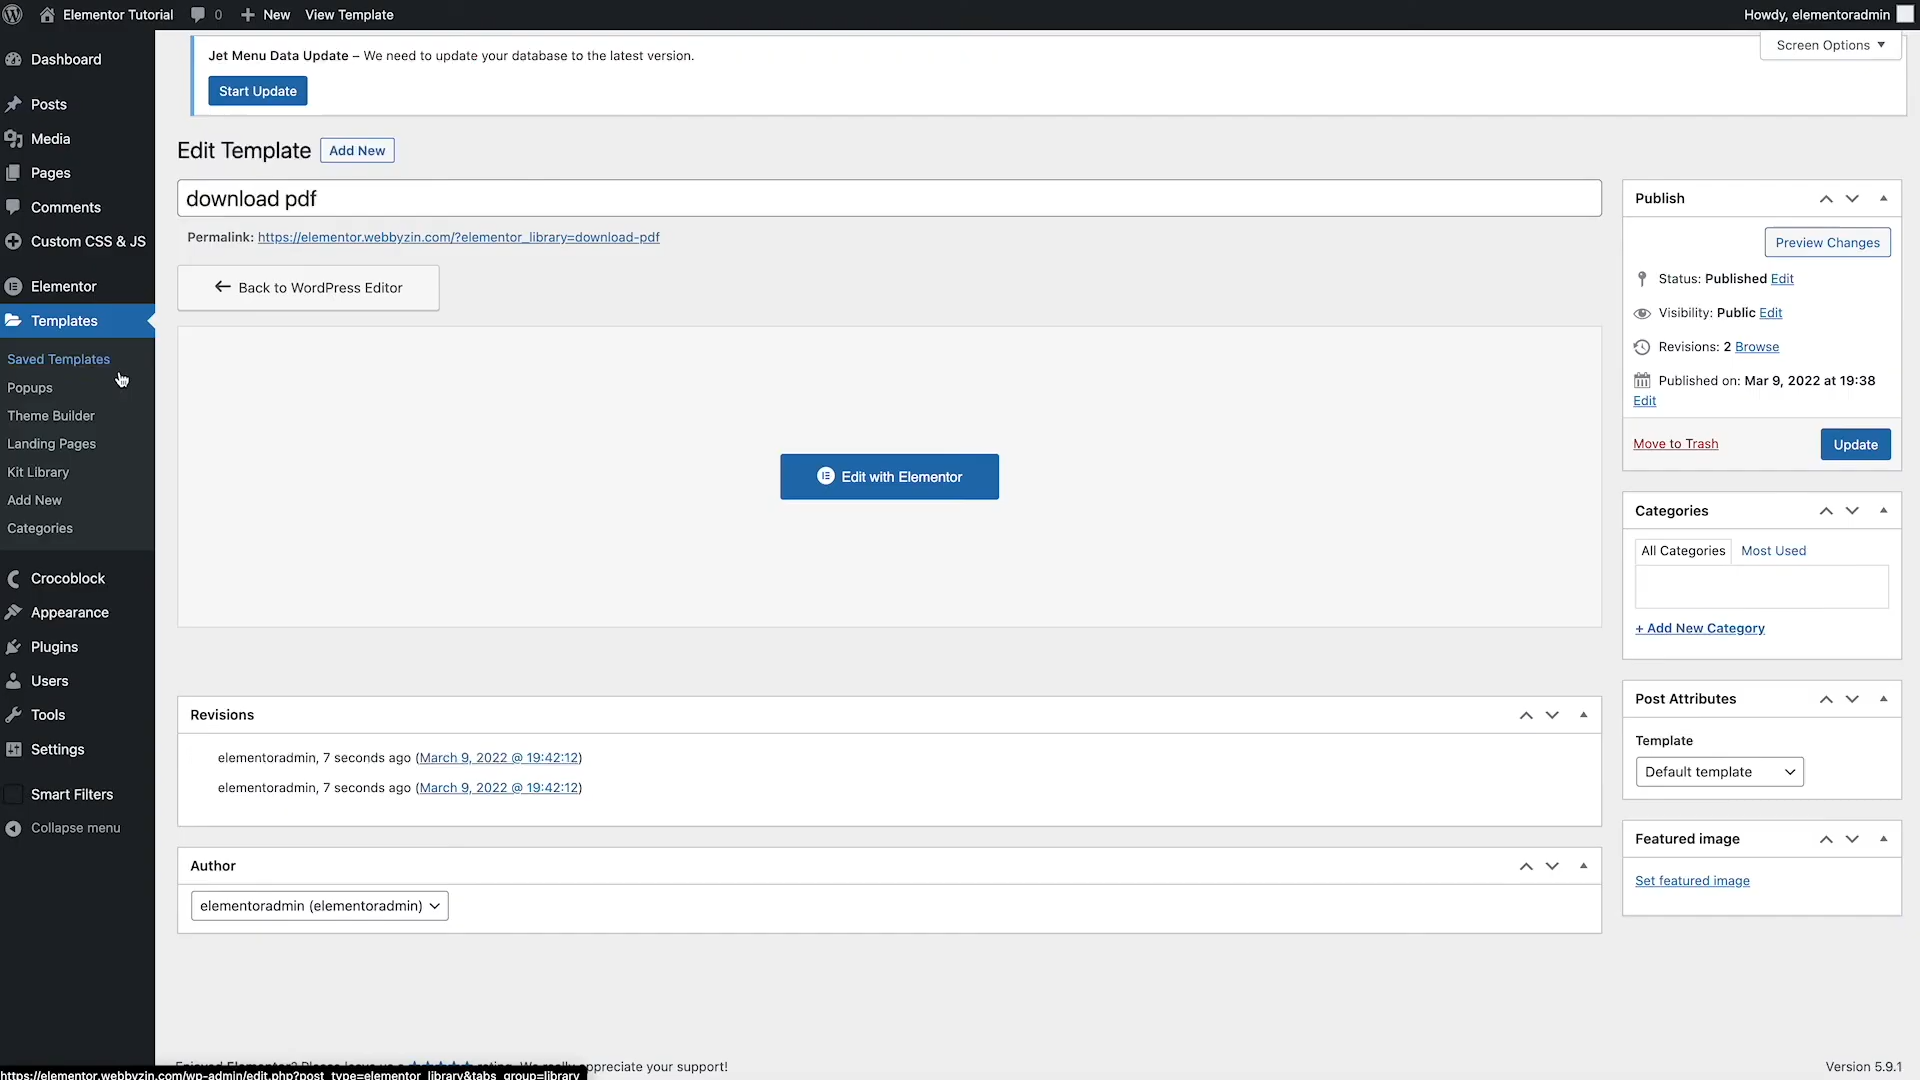 Elementor Tutorial
0
New
View Template
Howdy, elementoradmin
Screen Options
Jet Menu Data Update – We need to update your database to the latest version.
Start Update
Dashboard
Posts
Media
Pages
Comments
Custom CSS & JS
Elementor
Templates
Saved Templates
Popups
Theme Builder
Landing Pages
Kit Library
Add New
Categories
Crocoblock
Appearance
Plugins
Users
Tools
Settings
Smart Filters
Collapse menu
Edit Template
Add New
download pdf
Permalink: https://elementor.webbyzin.com/?elementor_library=download-pdf
Back to WordPress Editor
Edit with Elementor
Revisions
elementoradmin, 7 seconds ago (March 9, 2022 @ 19:42:12)
elementoradmin, 7 seconds ago (March 9, 2022 @ 19:42:12)
Author
elementoradmin (elementoradmin)
Publish
Preview Changes
Status: Published Edit
Visibility: Public Edit
Revisions: 2 Browse
Published on: Mar 9, 2022 at 19:38
Edit
Move to Trash
Update
Categories
All Categories
Most Used
+ Add New Category
Post Attributes
Template
Default template
Featured image
Set featured image
preciate your support!
Version 5.9.1
https://elementor.webbyzin.com/wp-admin/edit.php?post_type=elementor_library&tabs_group=library